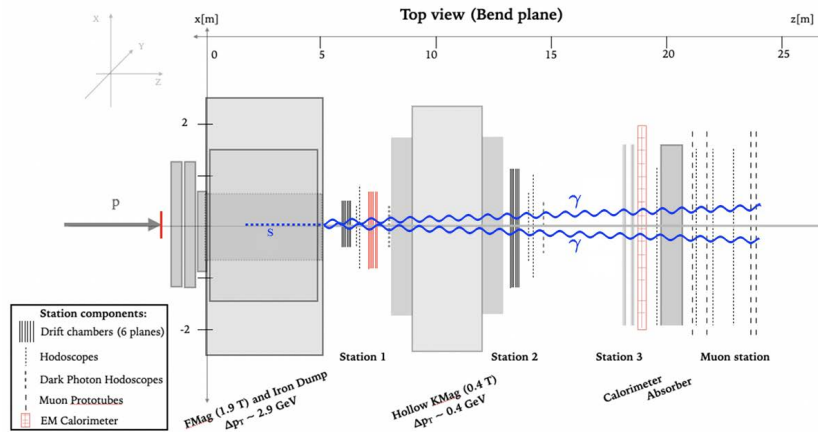 Top view (Bend plane)
x[m]
z[m]
X
Y
Z
0
5
10
15
20
25
2
-2
p
s
γ
γ
Station components:
Drift chambers (6 planes)
Hodoscopes
Dark Photon Hodoscopes
Muon Prototubes
EM Calorimeter
Station 1
Station 2
Station 3
Muon station
FMag (1.9 T) and Iron Dump
Δpᴛ ~ 2.9 GeV
Hollow KMag (0.4 T)
Δpᴛ ~ 0.4 GeV
Calorimeter
Absorber